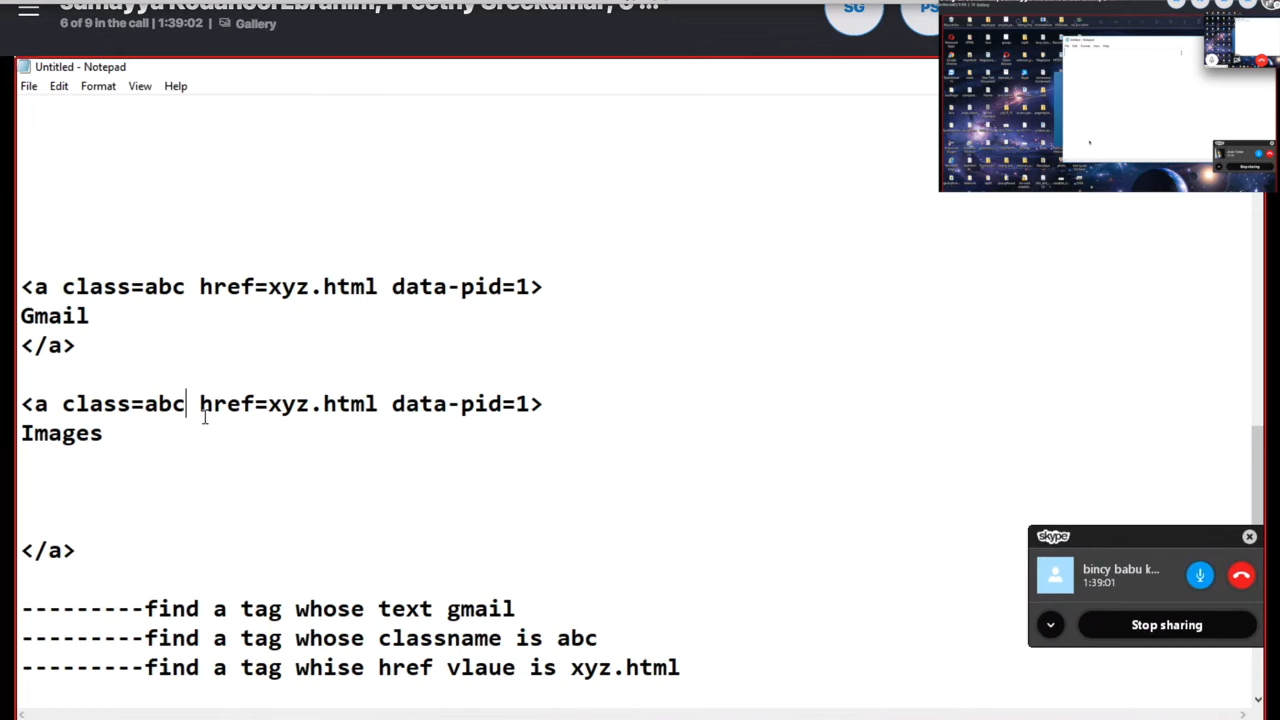 6 of 9 in the call | 1:39:02 | Gallery
SG
PS
Untitled - Notepad
File Edit Format View Help
<a class=abc href=xyz.html data-pid=1>
Gmail
</a>
<a class=abc href=xyz.html data-pid=1>
Images
</a>
---------find a tag whose text gmail
---------find a tag whose classname is abc
---------find a tag whise href vlaue is xyz.html
skype
bincy babu k...
1:39:01
Stop sharing